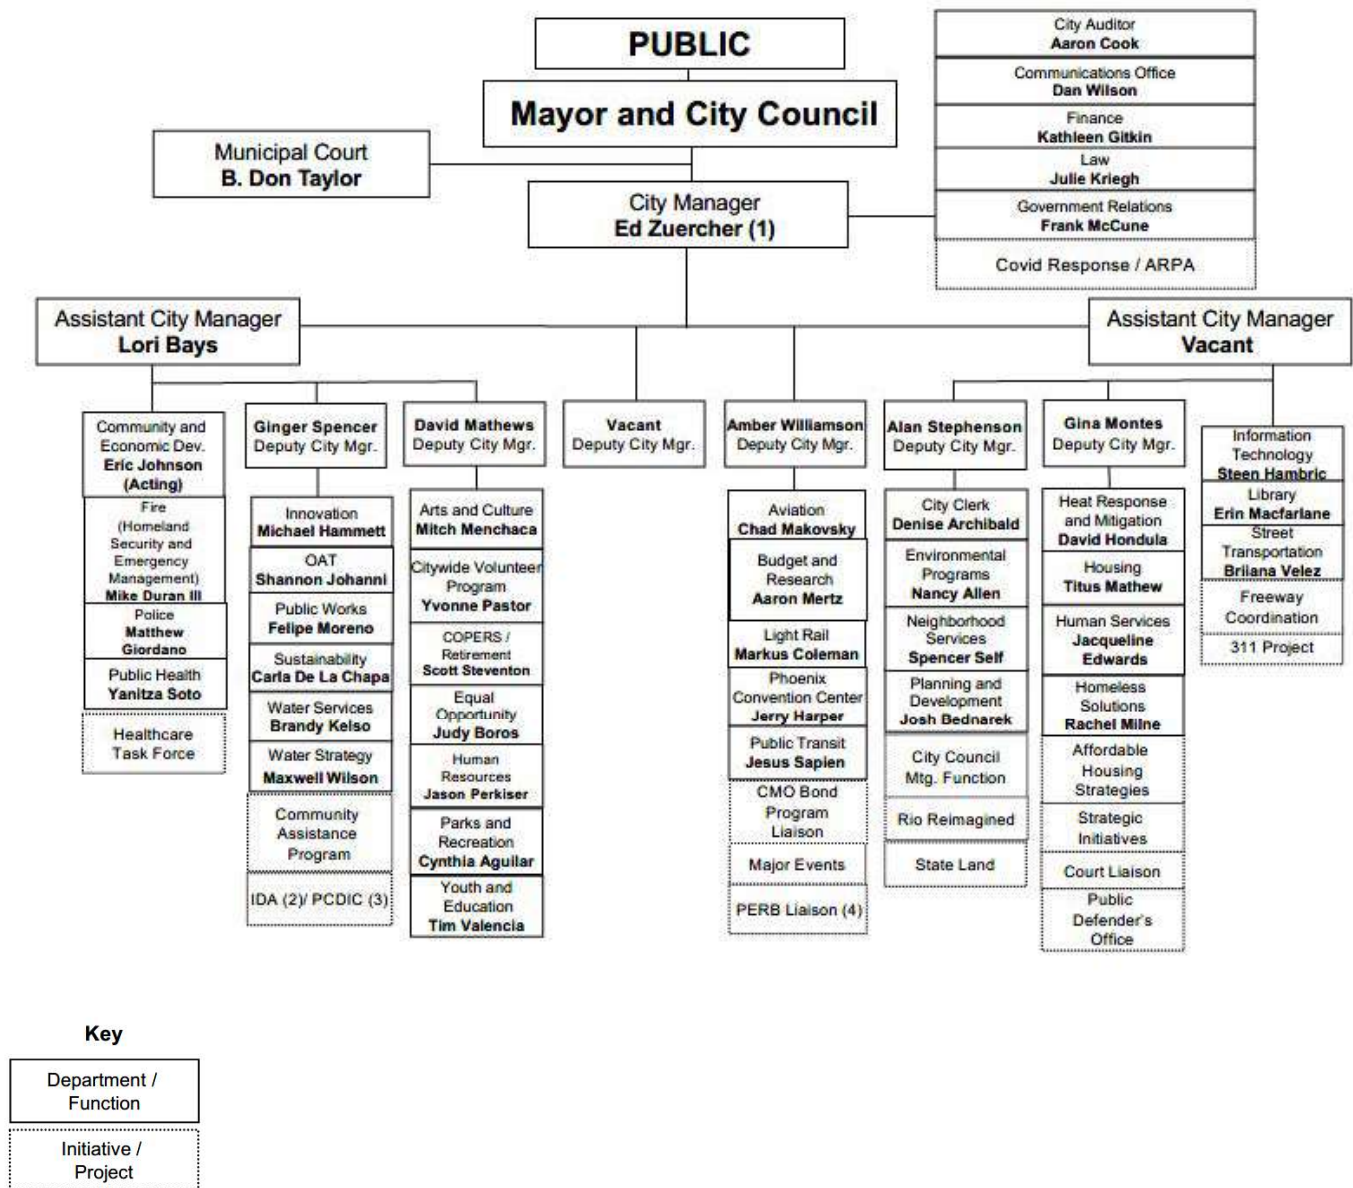 PUBLIC
Mayor and City Council
Municipal Court
B. Don Taylor
City Manager
Ed Zuercher (1)
City Auditor
Aaron Cook
Communications Office
Dan Wilson
Finance
Kathleen Gitkin
Law
Julie Kriegh
Government Relations
Frank McCune
Covid Response / ARPA
Assistant City Manager
Lori Bays
Assistant City Manager
Vacant
Community and
Economic Dev.
Eric Johnson
(Acting)
Fire
(Homeland
Security and
Emergency
Management)
Mike Duran III
Police
Matthew
Giordano
Public Health
Yanitza Soto
Healthcare
Task Force
Ginger Spencer
Deputy City Mgr.
Innovation
Michael Hammett
OAT
Shannon Johanni
Public Works
Felipe Moreno
Sustainability
Carla De La Chapa
Water Services
Brandy Kelso
Water Strategy
Maxwell Wilson
Community
Assistance
Program
IDA (2)/ PCDIC (3)
David Mathews
Deputy City Mgr.
Arts and Culture
Mitch Menchaca
Citywide Volunteer
Program
Yvonne Pastor
COPERS /
Retirement
Scott Steventon
Equal
Opportunity
Judy Boros
Human
Resources
Jason Perkiser
Parks and
Recreation
Cynthia Aguilar
Youth and
Education
Tim Valencia
Vacant
Deputy City Mgr.
Amber Williamson
Deputy City Mgr.
Aviation
Chad Makovsky
Budget and
Research
Aaron Mertz
Light Rail
Markus Coleman
Phoenix
Convention Center
Jerry Harper
Public Transit
Jesus Sapien
CMO Bond
Program
Liaison
Major Events
PERB Liaison (4)
Alan Stephenson
Deputy City Mgr.
City Clerk
Denise Archibald
Environmental
Programs
Nancy Allen
Neighborhood
Services
Spencer Self
Planning and
Development
Josh Bednarek
City Council
Mtg. Function
Rio Reimagined
State Land
Gina Montes
Deputy City Mgr.
Heat Response
and Mitigation
David Hondula
Housing
Titus Mathew
Human Services
Jacqueline
Edwards
Homeless
Solutions
Rachel Milne
Affordable
Housing
Strategies
Strategic
Initiatives
Court Liaison
Public
Defender's
Office
Information
Technology
Steen Hambric
Library
Erin Macfarlane
Street
Transportation
Briiana Velez
Freeway
Coordination
311 Project
Key
Department /
Function
Initiative /
Project